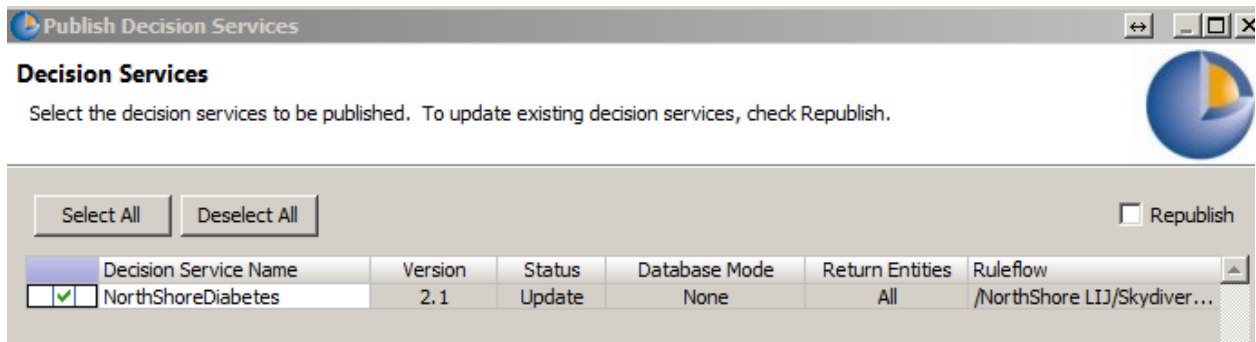 Publish Decision Services
Decision Services
Select the decision services to be published. To update existing decision services, check Republish.
Select All Deselect All Republish
Decision Service Name Version Status Database Mode Return Entities Ruleflow
NorthShoreDiabetes 2.1 Update None All /NorthShore LIJ/Skydiver...